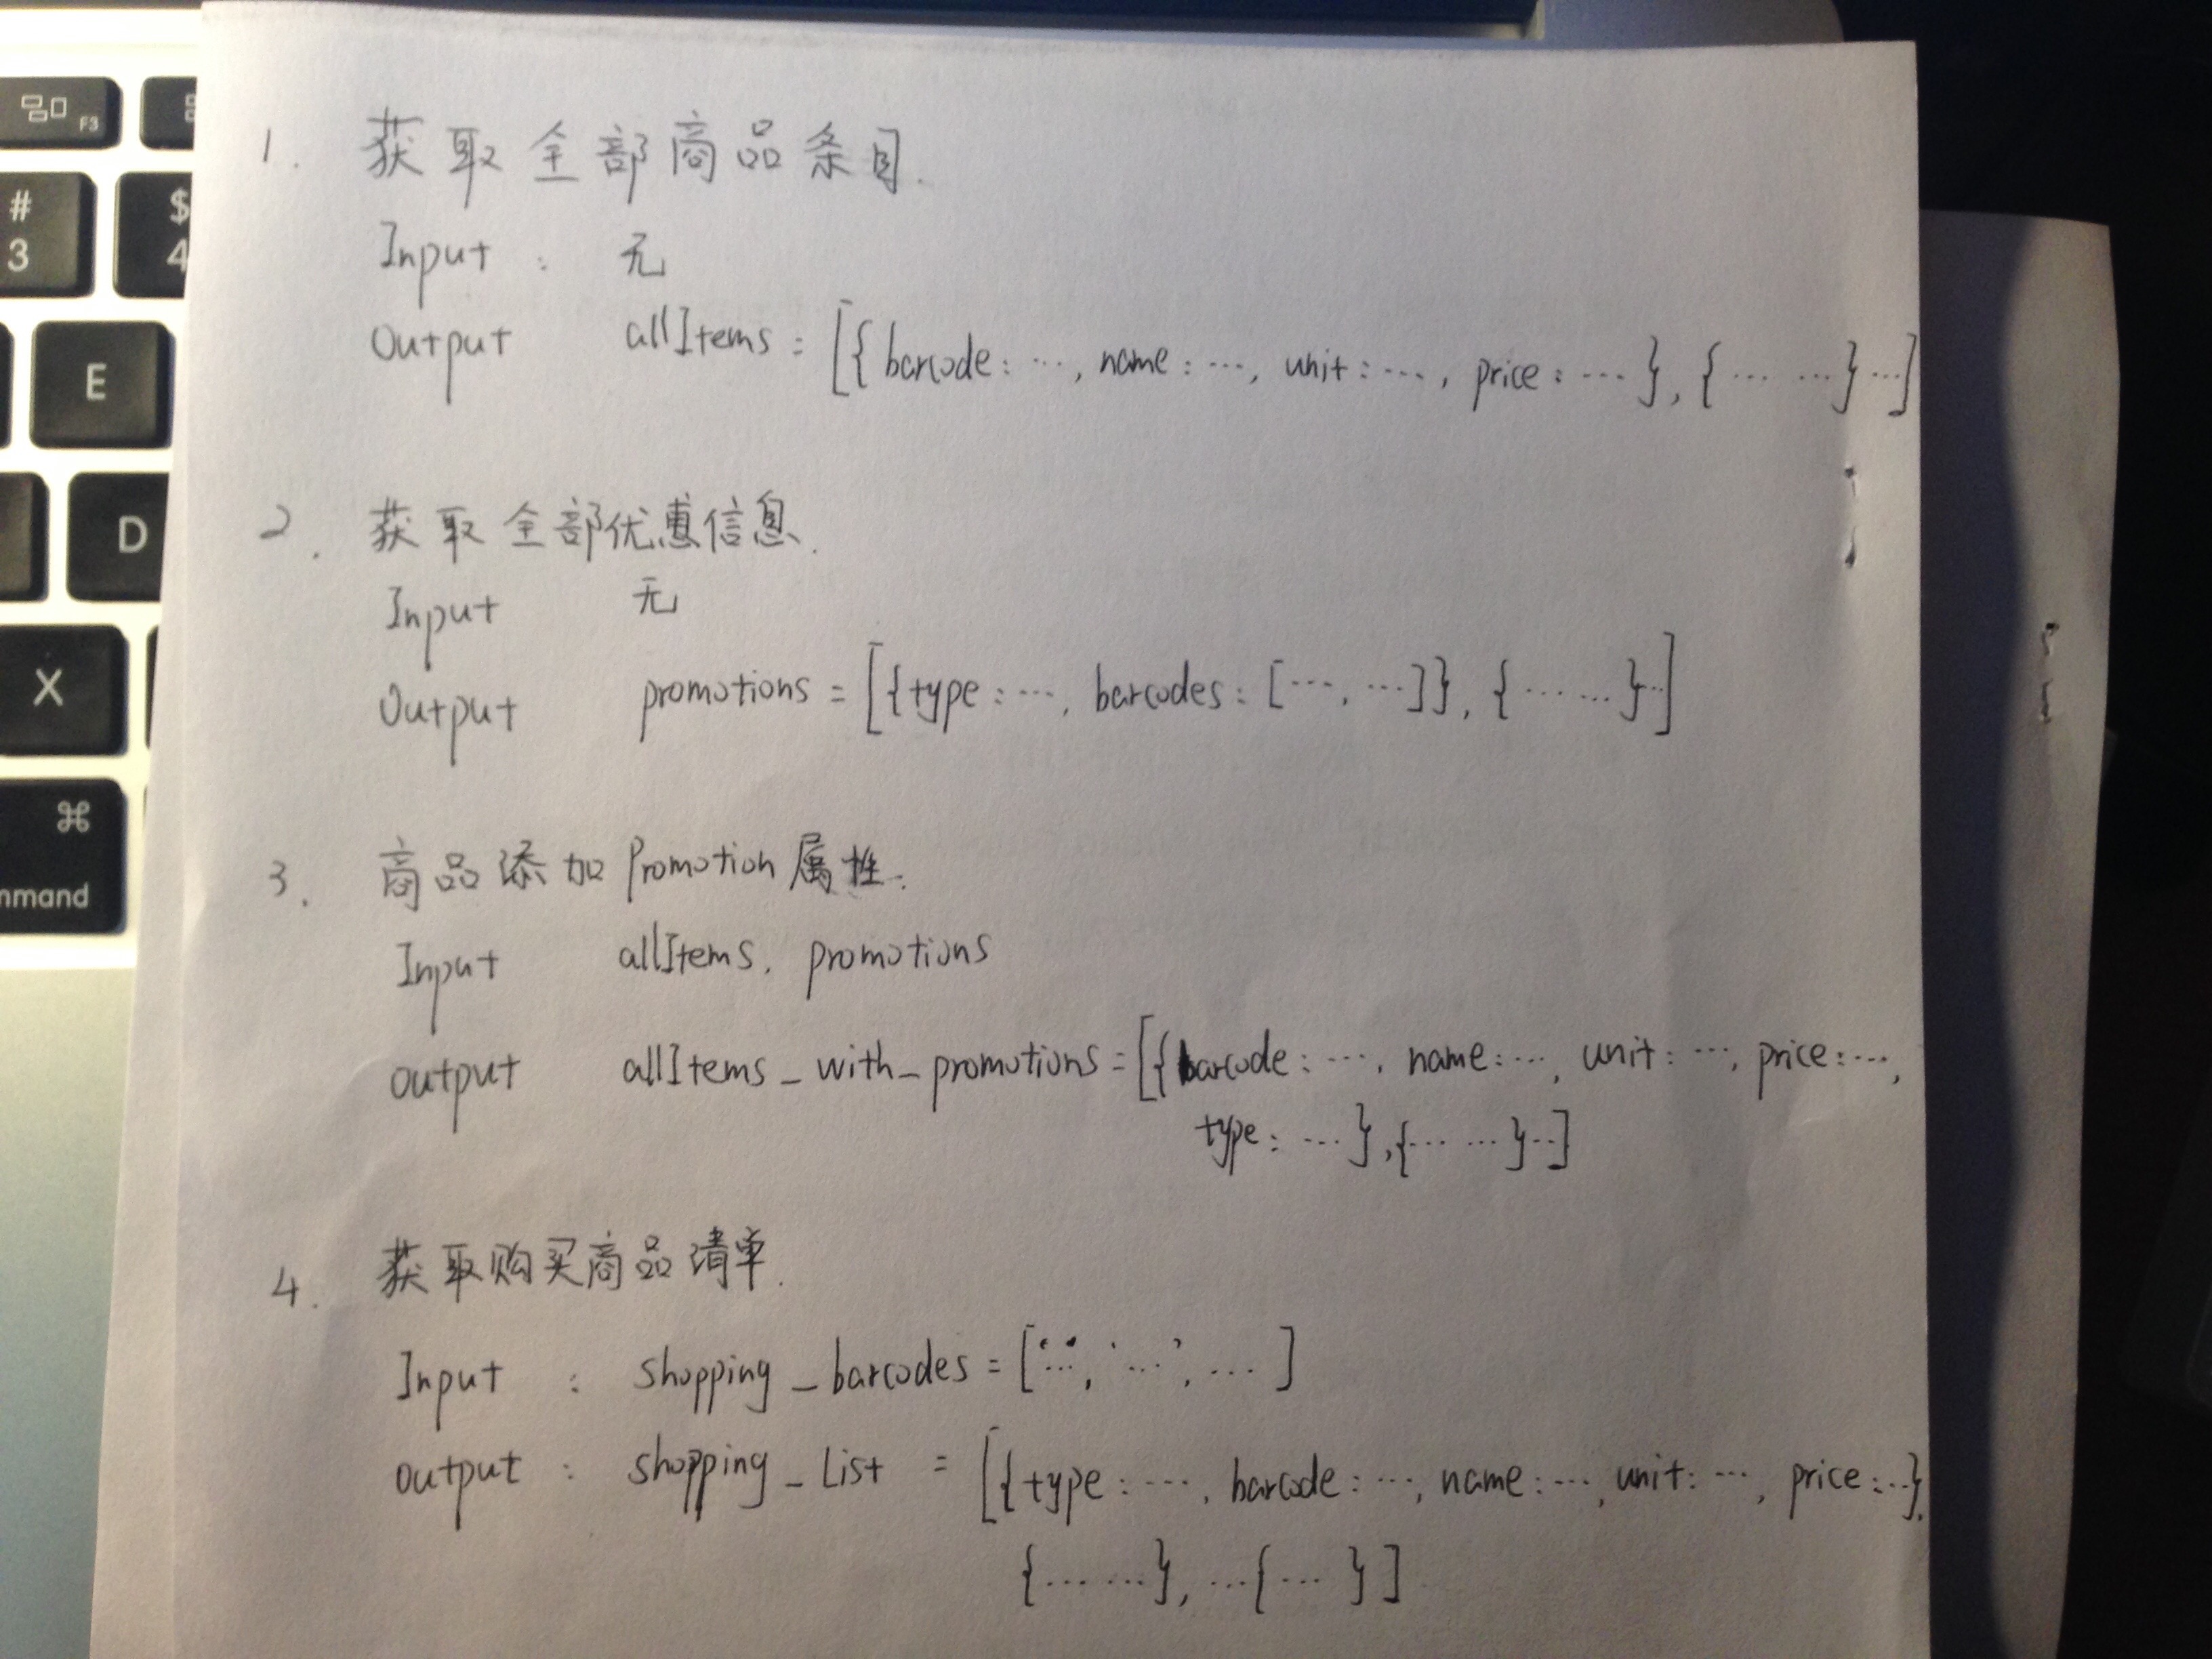 1. 获取全部商品条目.
Input : 无
Output allItems = [{barcode: ..., name: ..., unit: ..., price: ...}, {... ...} ...]
2. 获取全部优惠信息.
Input 无
Output promotions = [{type: ..., barcodes: [..., ...]}, {... ...}...]
3. 商品添加 Promotion 属性.
Input allItems, promotions
output allItems_with_promotions = [{barcode: ..., name: ..., unit: ..., price: ...,
type: ...}, {... ...}...]
4. 获取购买商品清单.
Input : shopping_barcodes = ['...', '...', ...]
output : shopping_List = [{type: ..., barcode: ..., name: ..., unit: ..., price: ...},
{... ...}, ...{... }]
F3
#
3
$
4
E
D
X
⌘
mmand